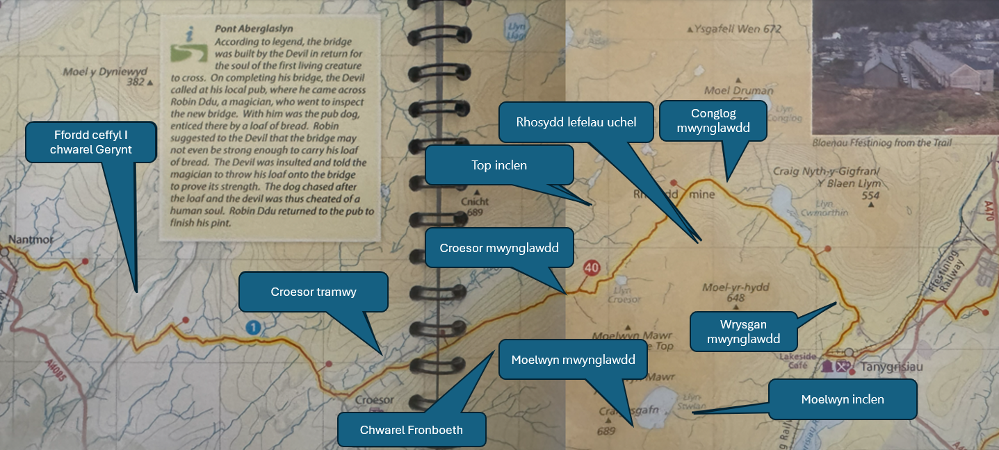 Pont Aberglaslyn
According to legend, the bridge
was built by the Devil in return for
the soul of the first living creature
to cross. On completing his bridge, the Devil
called at his local pub, where he came across
Robin Ddu, a magician, who went to inspect
the new bridge. With him was the pub dog,
enticed there by a loaf of bread. Robin
suggested to the Devil that the bridge may
not even be strong enough to carry his loaf
of bread. The Devil was insulted and told the
magician to throw his loaf onto the bridge
to prove its strength. The dog chased after
the loaf and the devil was thus cheated of a
human soul. Robin Ddu returned to the pub to
finish his pint.
Moel y Dyniewyd
382
Ffordd ceffyl I
chwarel Gerynt
Nantmor
A4085
1
Croesor tramwy
Croesor
Chwarel Fronboeth
Llyn
Llagi
Ysgafell Wen 672
Moel Druman
Llyn
Conglog
Rhosydd lefelau uchel
Conglog
mwynglawdd
Top inclen
Cnicht
689
mine
Croesor mwynglawdd
40
Llyn
Croesor
Blaenau Ffestiniog from the Trail
Craig Nyth-y-Gigfran/
Y Blaen Llym
554
Llyn
Cwmorthin
A470
Ffestiniog
Railway
Moel-yr-hydd
648
Wrysgan
mwynglawdd
Moelwyn Mawr
Top
Moelwyn mwynglawdd
Mawr
Lakeside
Café
Tanygrisiau
Llyn
Stwlan
689
Moelwyn inclen